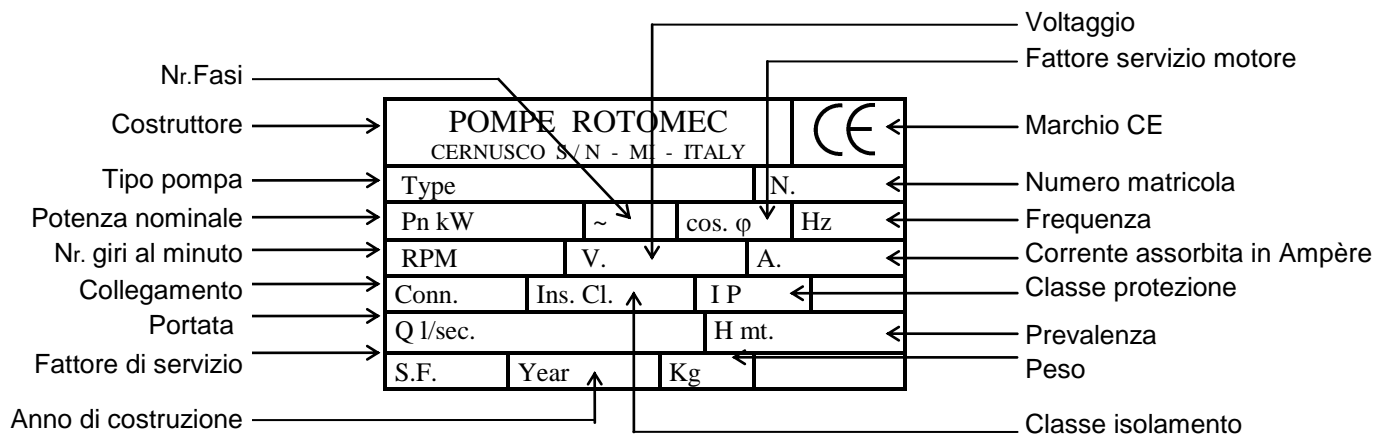 Voltaggio
Fattore servizio motore
Nr.Fasi
Costruttore
POMPE ROTOMEC
CERNUSCO S / N - MI - ITALY
CE
Marchio CE
Tipo pompa
Type
N.
Numero matricola
Potenza nominale
Pn kW
~
cos. φ
Hz
Frequenza
Nr. giri al minuto
RPM
V.
A.
Corrente assorbita in Ampère
Collegamento
Conn.
Ins. Cl.
I P
Classe protezione
Portata
Q l/sec.
H mt.
Prevalenza
Fattore di servizio
S.F.
Year
Kg
Peso
Anno di costruzione
Classe isolamento